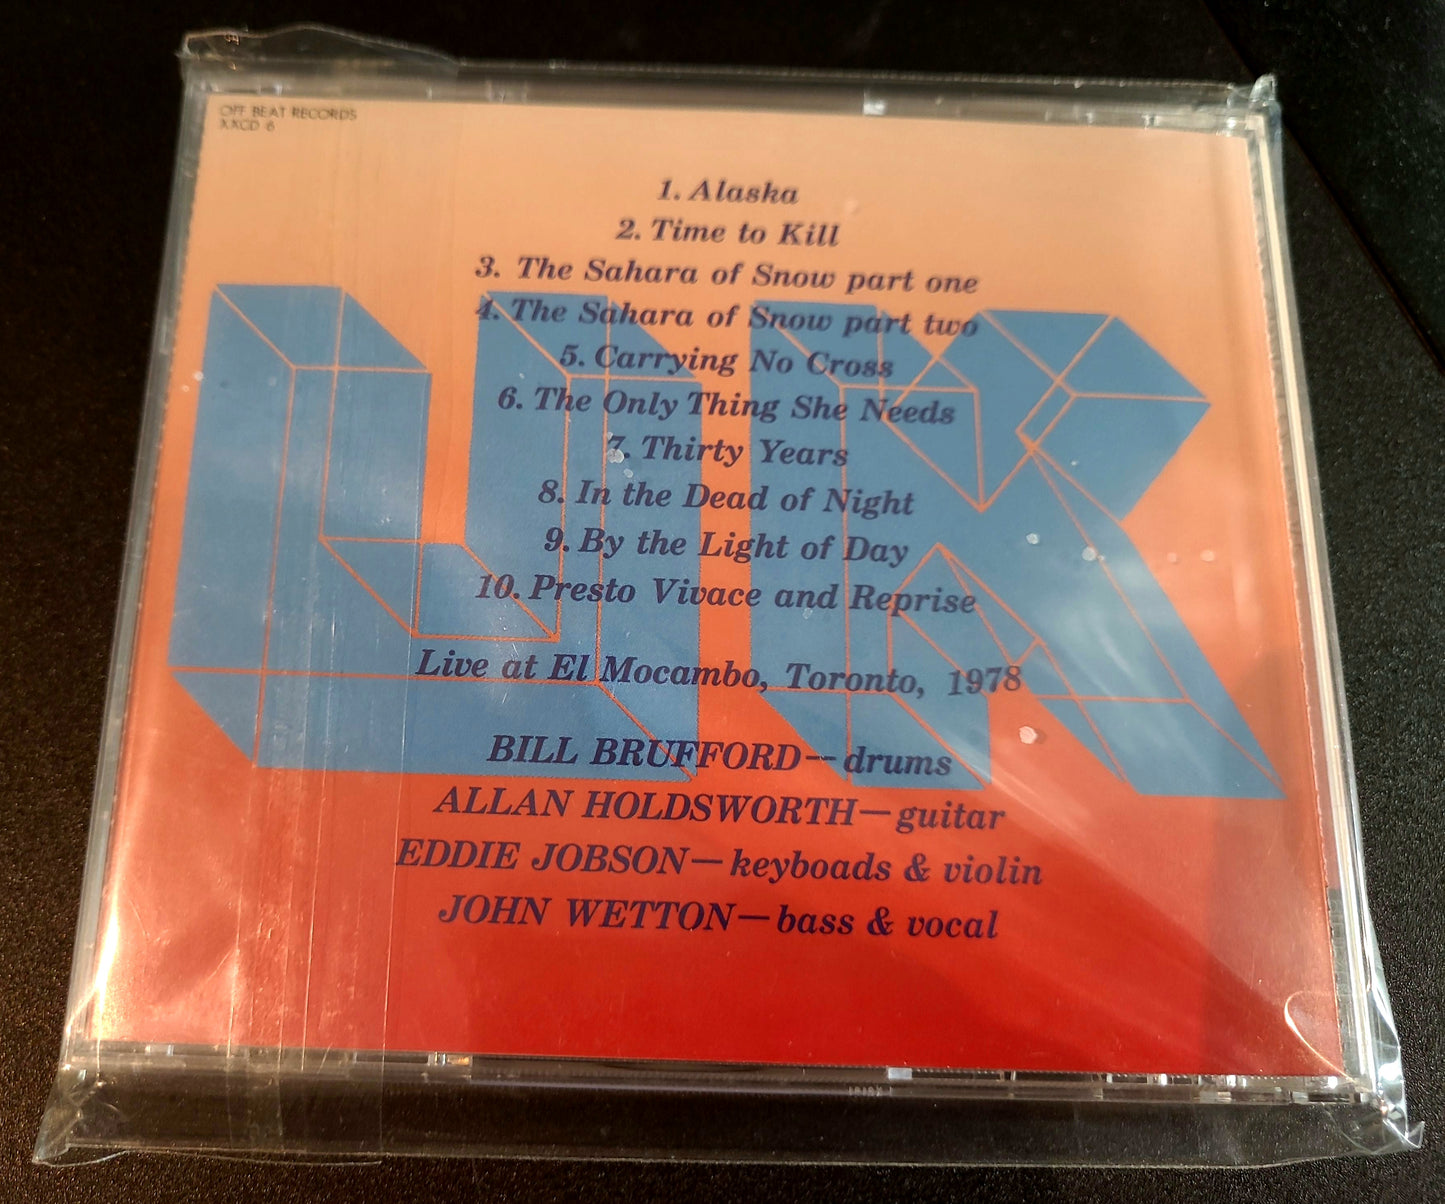 OFF BEAT RECORDS
XXCD 6
1. Alaska
2. Time to Kill
3. The Sahara of Snow part one
4. The Sahara of Snow part two
5. Carrying No Cross
6. The Only Thing She Needs
7. Thirty Years
8. In the Dead of Night
9. By the Light of Day
10. Presto Vivace and Reprise
Live at El Mocambo, Toronto, 1978
BILL BRUFFORD—drums
ALLAN HOLDSWORTH—guitar
EDDIE JOBSON—keyboads & violin
JOHN WETTON—bass & vocal
UK